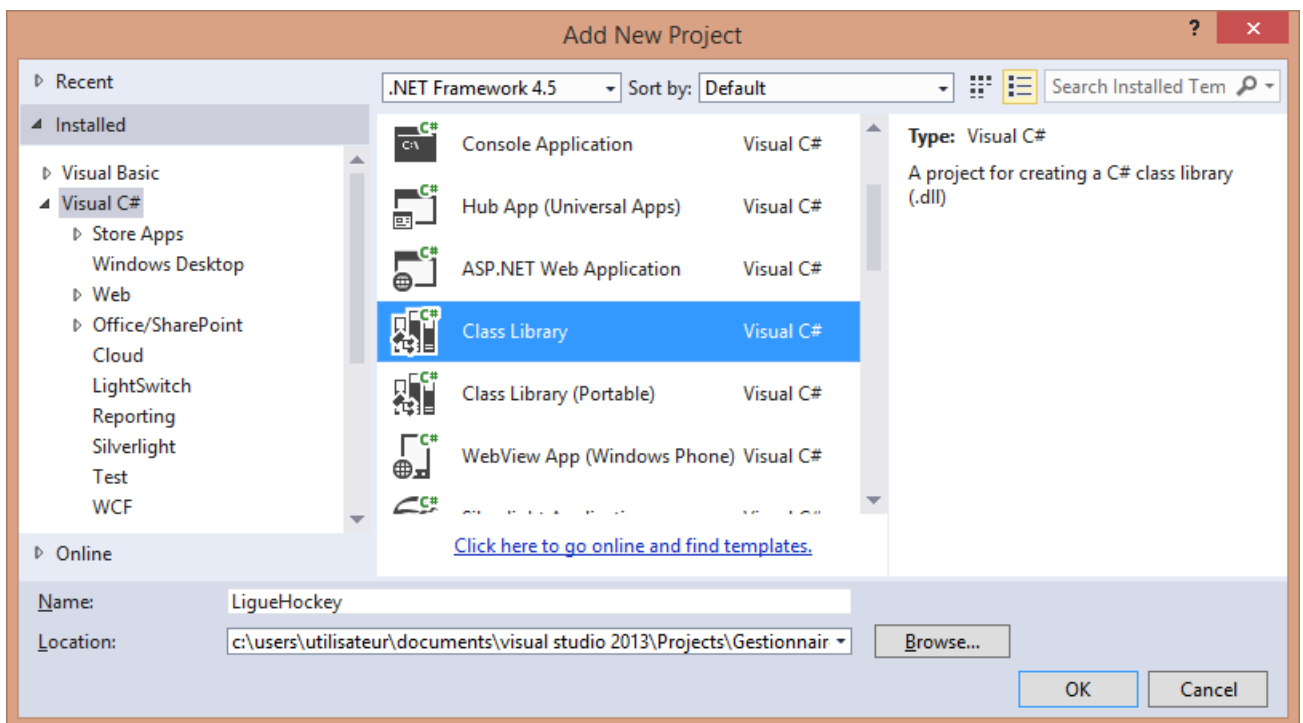 Add New Project
?
Recent
Installed
Visual Basic
Visual C#
Store Apps
Windows Desktop
Web
Office/SharePoint
Cloud
LightSwitch
Reporting
Silverlight
Test
WCF
Online
.NET Framework 4.5
Sort by: Default
Search Installed Tem
Console Application Visual C#
Hub App (Universal Apps) Visual C#
ASP.NET Web Application Visual C#
Class Library Visual C#
Class Library (Portable) Visual C#
WebView App (Windows Phone) Visual C#
Click here to go online and find templates.
Type: Visual C#
A project for creating a C# class library
(.dll)
Name: LigueHockey
Location: c:\users\utilisateur\documents\visual studio 2013\Projects\Gestionnair
Browse...
OK Cancel